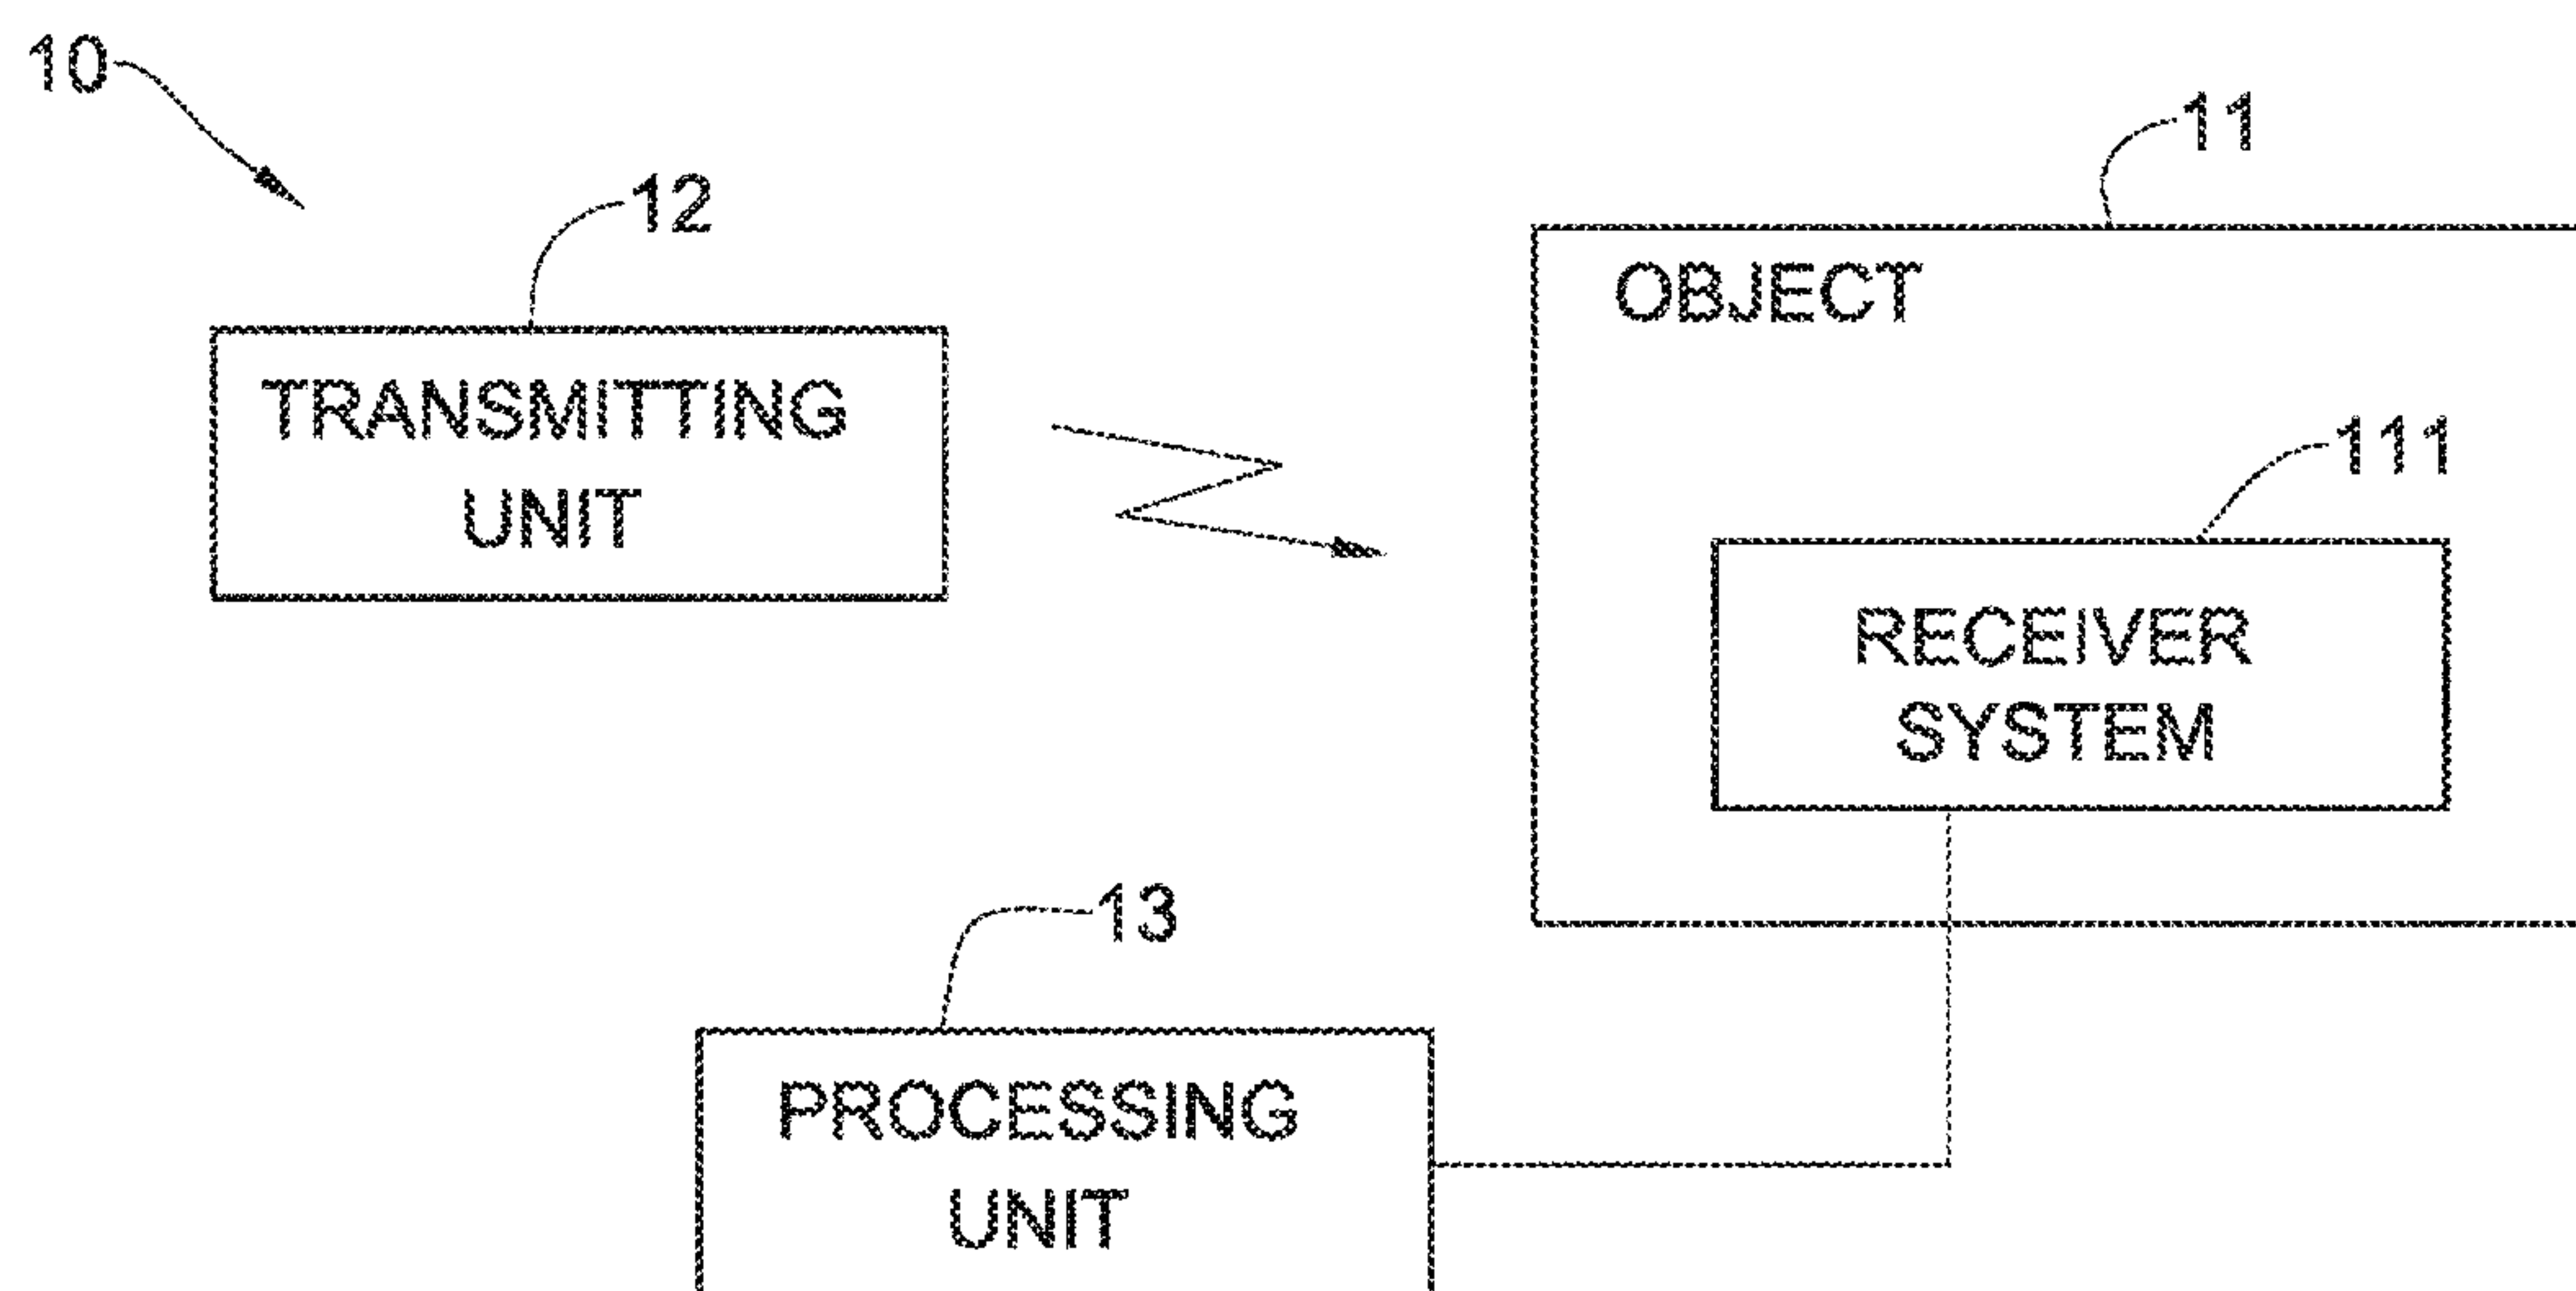 10
11
12
OBJECT
TRANSMITTING
UNIT
111
RECEIVER
SYSTEM
13
PROCESSING
UNIT